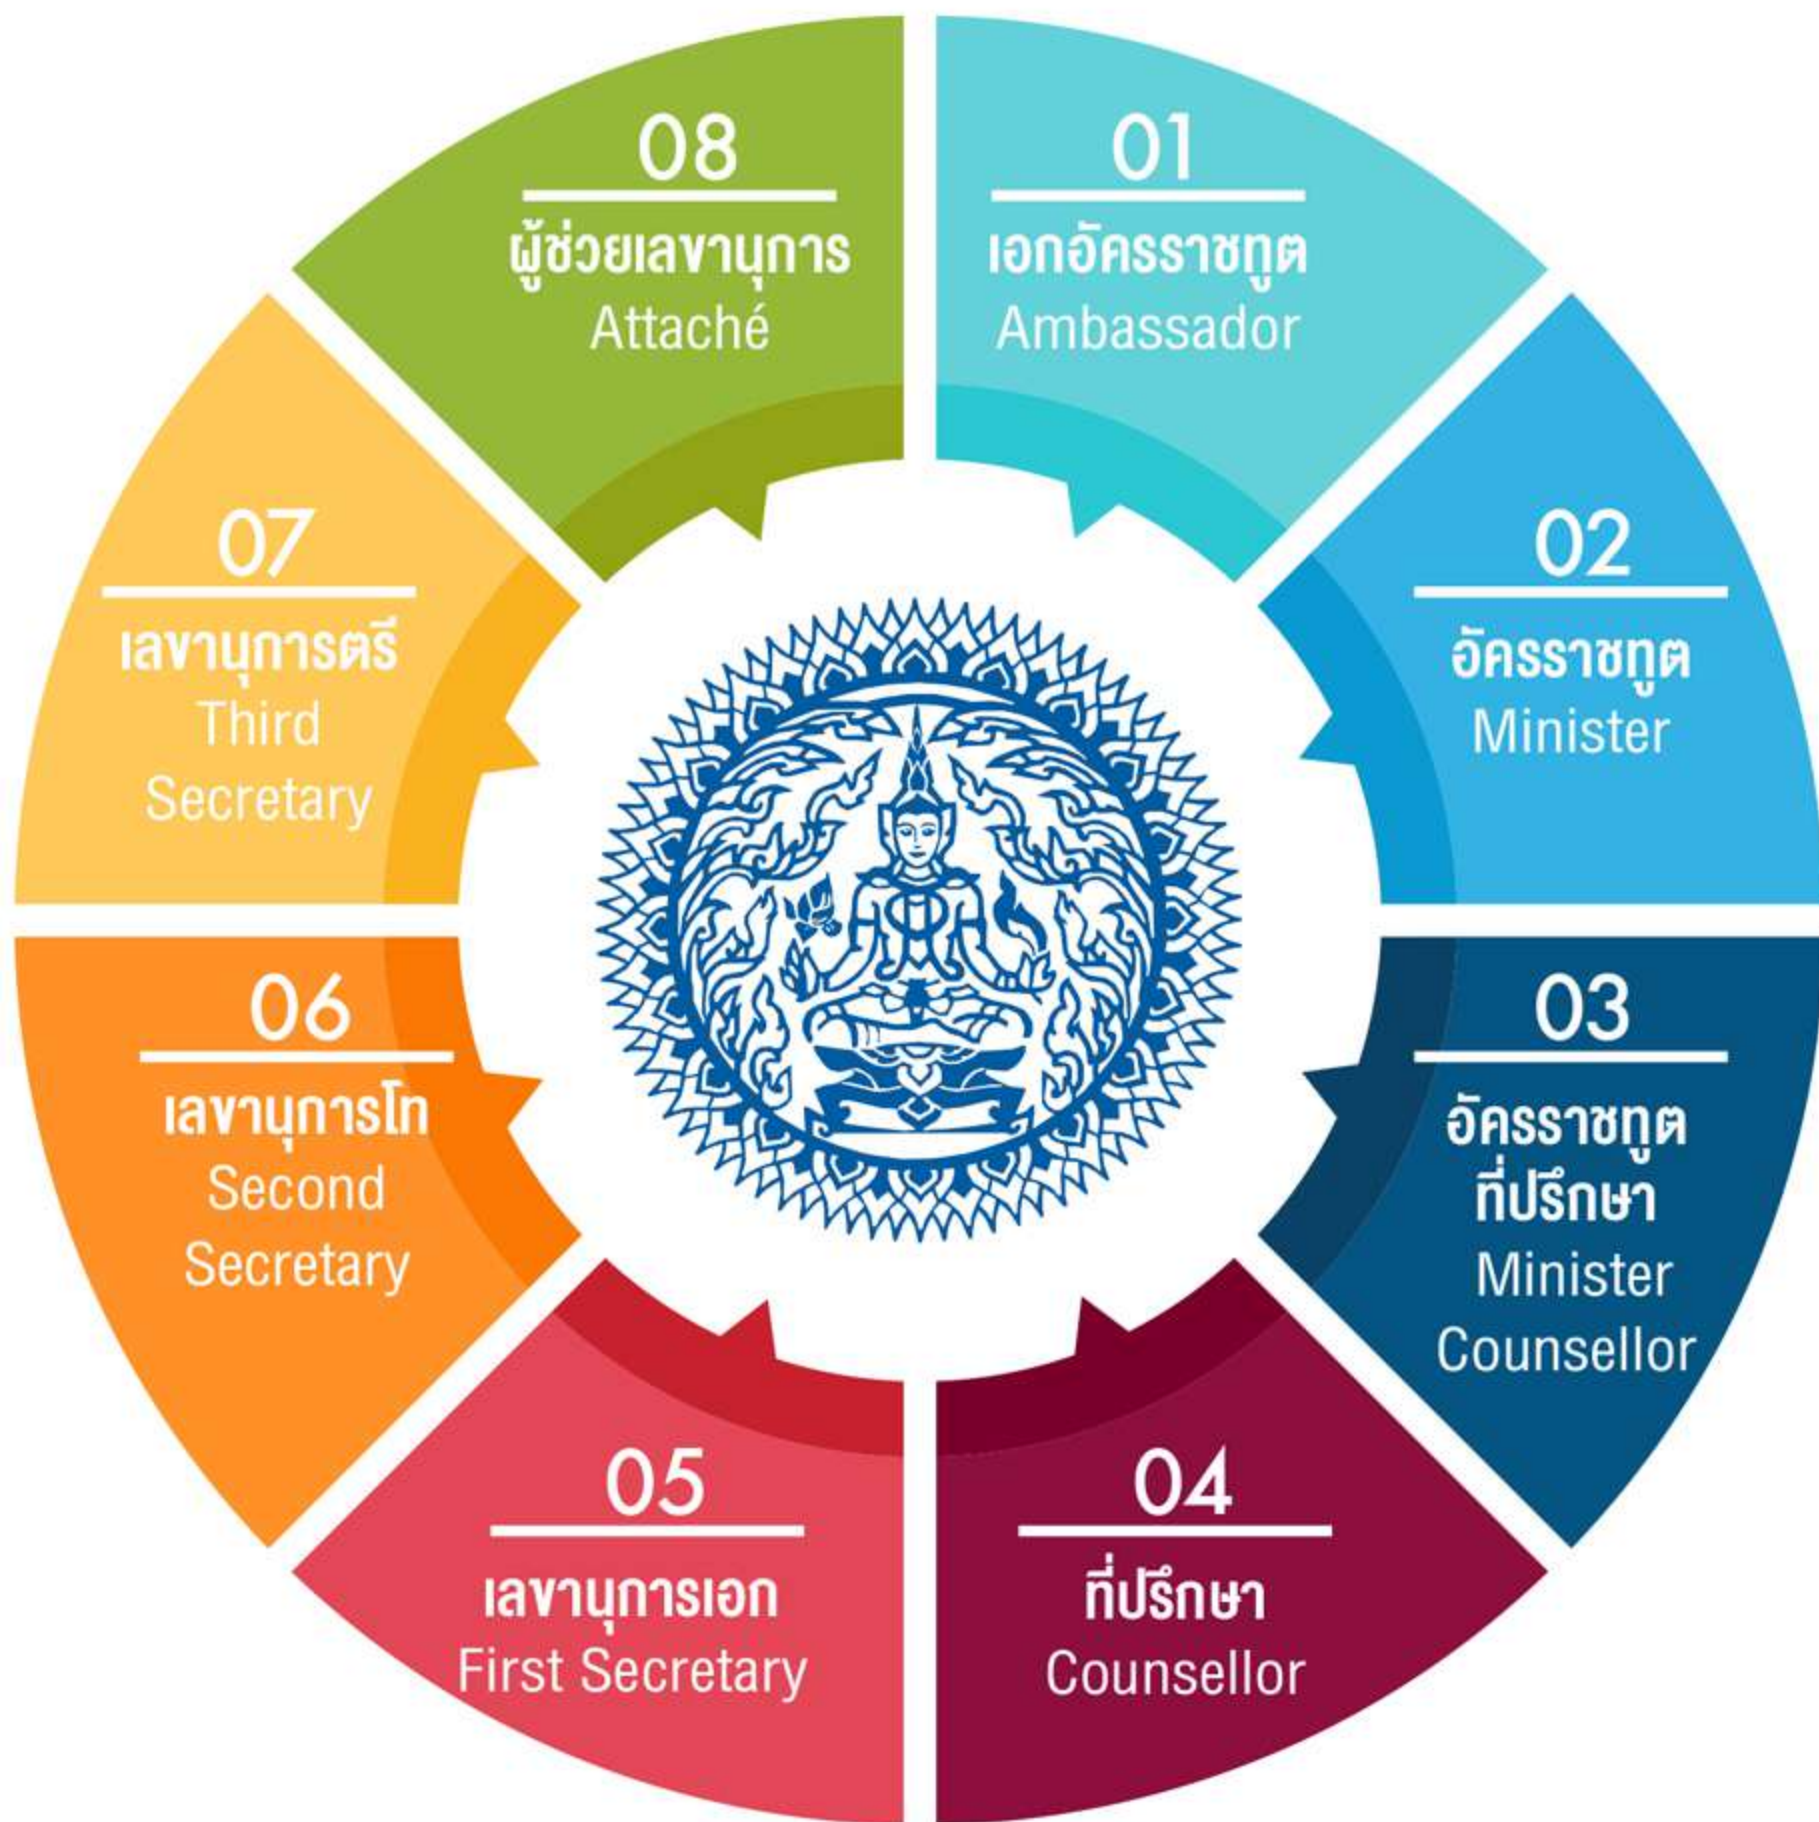 01
เอกอัครราชทูต
Ambassador
02
อัครราชทูต
Minister
03
อัครราชทูต
ที่ปรึกษา
Minister
Counsellor
04
ที่ปรึกษา
Counsellor
05
เลขานุการเอก
First Secretary
06
เลขานุการโท
Second
Secretary
07
เลขานุการตรี
Third
Secretary
08
ผู้ช่วยเลขานุการ
Attaché